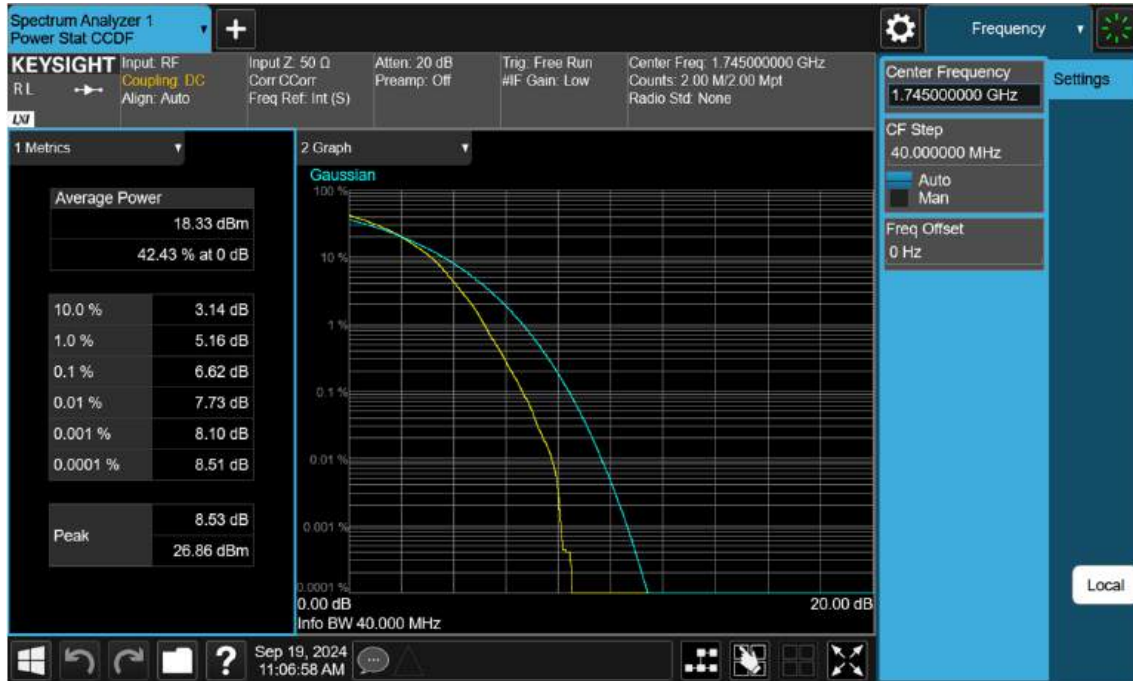 Spectrum Analyzer 1
Power Stat CCDF
+
Frequency
KEYSIGHT
RL
LXI
Input: RF
Coupling: DC
Align: Auto
Input Z: 50 Ω
Corr CCorr
Freq Ref: Int (S)
Atten: 20 dB
Preamp: Off
Trig: Free Run
#IF Gain: Low
Center Freq: 1.745000000 GHz
Counts: 2.00 M/2.00 Mpt
Radio Std: None
Center Frequency
1.745000000 GHz
Settings
CF Step
40.000000 MHz
Auto
Man
Freq Offset
0 Hz
Local
1 Metrics
Average Power
18.33 dBm
42.43 % at 0 dB
10.0 % 3.14 dB
1.0 % 5.16 dB
0.1 % 6.62 dB
0.01 % 7.73 dB
0.001 % 8.10 dB
0.0001 % 8.51 dB
Peak
8.53 dB
26.86 dBm
2 Graph
Gaussian
100 %
10 %
1 %
0.1 %
0.01 %
0.001 %
0.0001 %
0.00 dB 20.00 dB
Info BW 40.000 MHz
?
Sep 19, 2024
11:06:58 AM